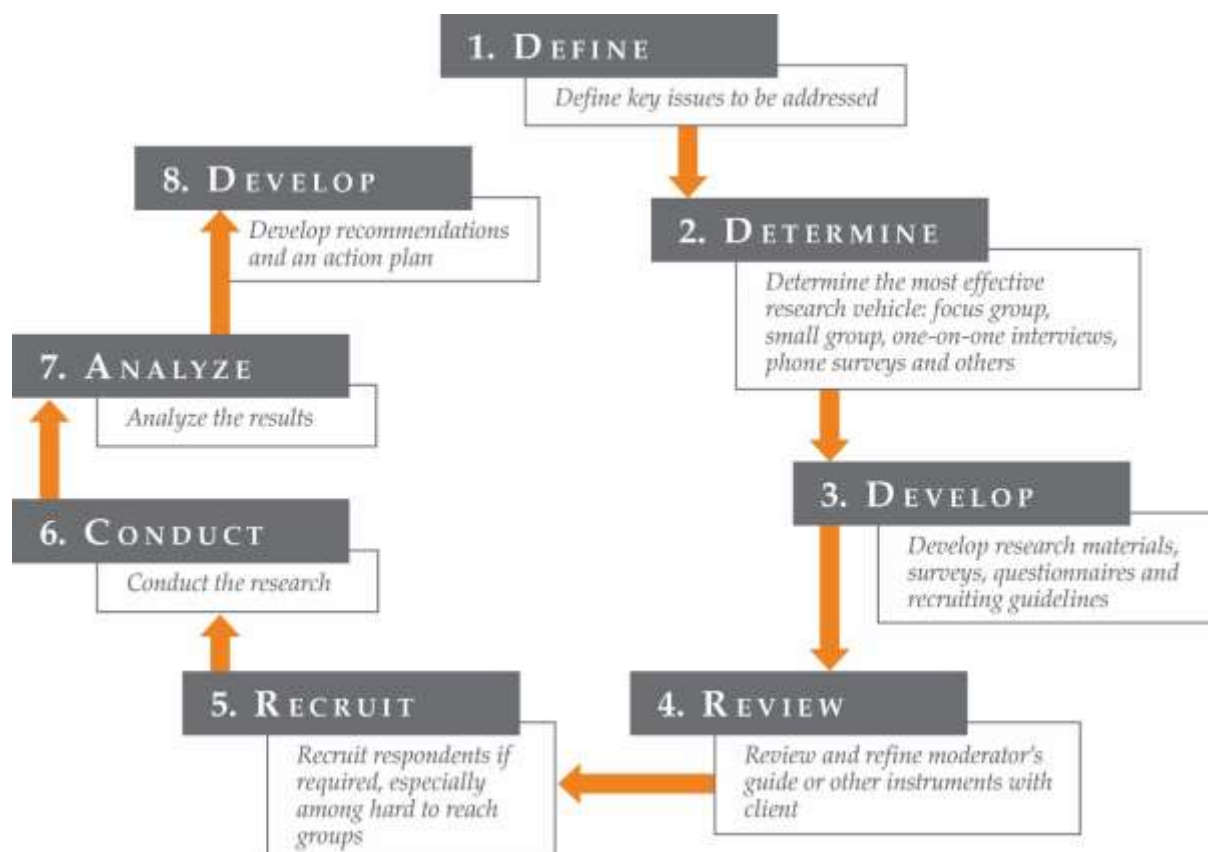 1. DEFINE
Define key issues to be addressed
2. DETERMINE
Determine the most effective
research vehicle: focus group,
small group, one-on-one interviews,
phone surveys and others
3. DEVELOP
Develop research materials,
surveys, questionnaires and
recruiting guidelines
4. REVIEW
Review and refine moderator's
guide or other instruments with
client
5. RECRUIT
Recruit respondents if
required, especially
among hard to reach
groups
6. CONDUCT
Conduct the research
7. ANALYZE
Analyze the results
8. DEVELOP
Develop recommendations
and an action plan